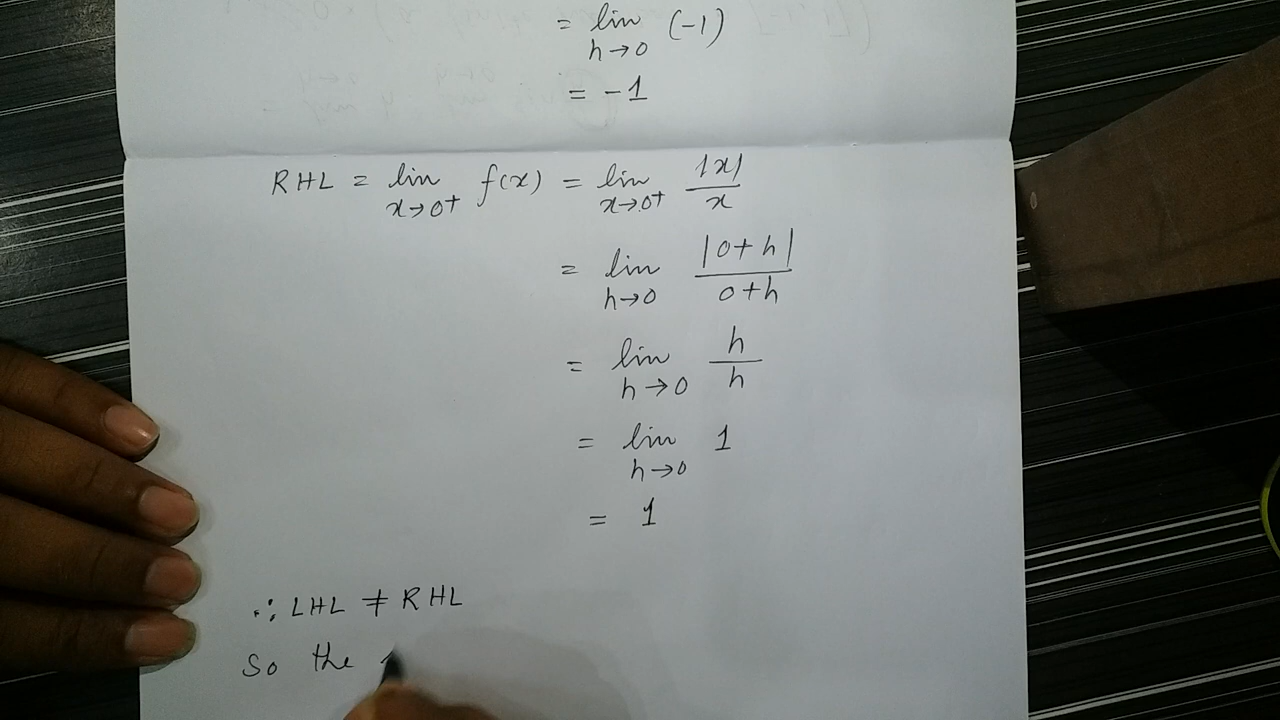 = lim (-1)
h→0
= -1
RHL = lim f(x) = lim |x|/x
x→0+ x→0+
= lim |0+h|/0+h
h→0
= lim h/h
h→0
= lim 1
h→0
= 1
∴ LHL ≠ RHL
So the